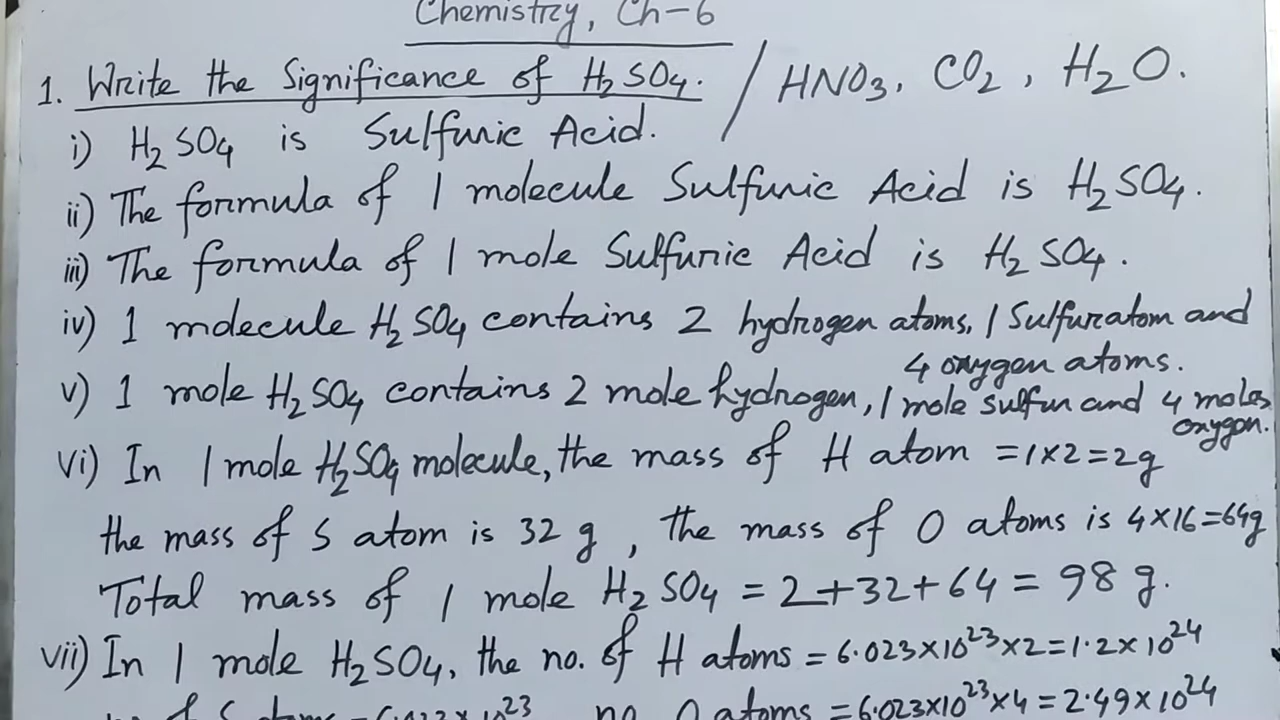 Chemistry, Ch-6
1. Write the Significance of H₂SO₄. / HNO₃, CO₂, H₂O.
i) H₂SO₄ is Sulfuric Acid.
ii) The formula of 1 molecule Sulfuric Acid is H₂SO₄.
iii) The formula of 1 mole Sulfuric Acid is H₂SO₄.
iv) 1 molecule H₂SO₄ contains 2 hydrogen atoms, 1 Sulfur atom and
4 oxygen atoms.
v) 1 mole H₂SO₄ contains 2 mole hydrogen, 1 mole sulfur and 4 moles
oxygen.
vi) In 1 mole H₂SO₄ molecule, the mass of H atom = 1×2=2g
the mass of S atom is 32 g, the mass of O atoms is 4×16=64g
Total mass of 1 mole H₂SO₄ = 2+32+64 = 98 g.
vii) In 1 mole H₂SO₄, the no. of H atoms = 6.023×10²³×2=1.2×10²⁴
no. of S atoms = 6.023×10²³ no. O atoms = 6.023×10²³×4=2.49×10²⁴